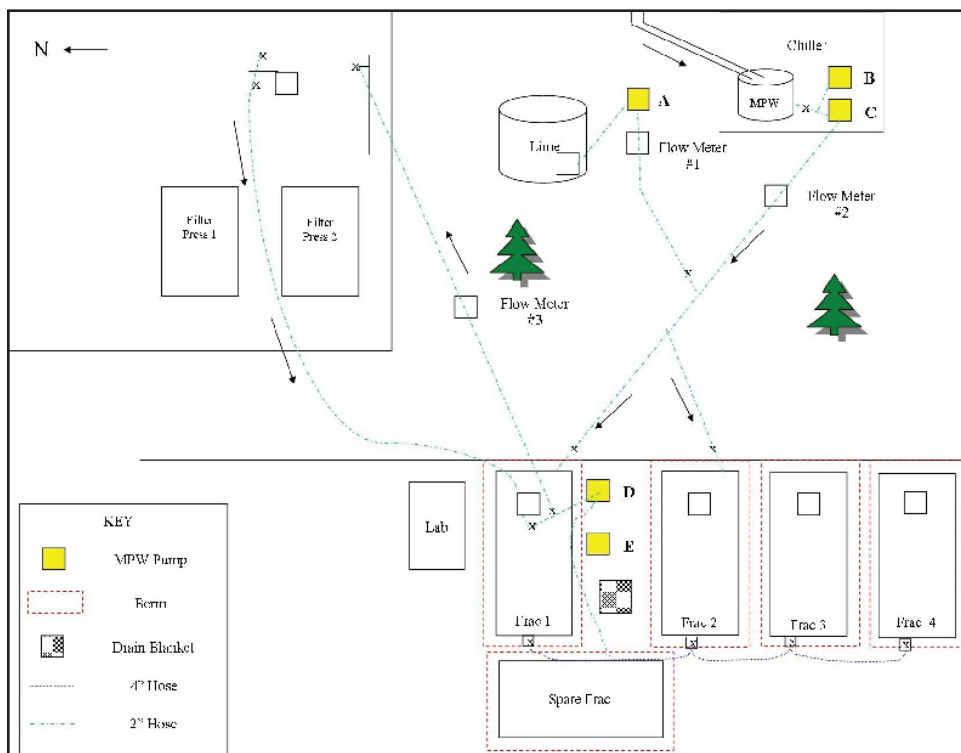 N
Chiller
B
MPW
C
A
Lime
Flow Meter
#1
Flow Meter
#2
Filter
Press 1
Filter
Press 2
Flow Meter
#3
D
Lab
E
Frac 1
Frac 2
Frac 3
Frac 4
Spare Frac
KEY
MPW Pump
Berm
Drain Blanket
4” Hose
2” Hose